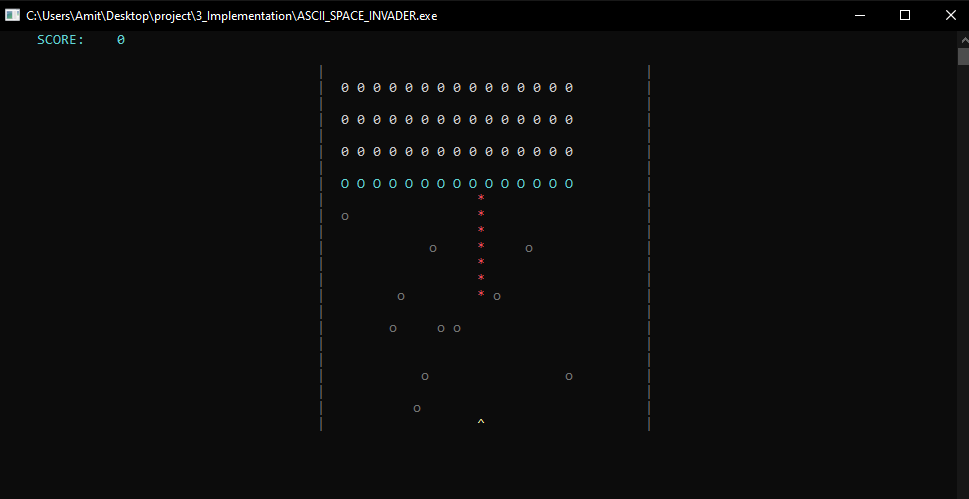 C:\Users\Amit\Desktop\project\3_Implementation\ASCII_SPACE_INVADER.exe
SCORE: 0
0 0 0 0 0 0 0 0 0 0 0 0 0 0 0
0 0 0 0 0 0 0 0 0 0 0 0 0 0 0
0 0 0 0 0 0 0 0 0 0 0 0 0 0 0
O O O O O O O O O O O O O O O
*
o *
*
o * o
*
*
o * o
o o o
o o
o
^